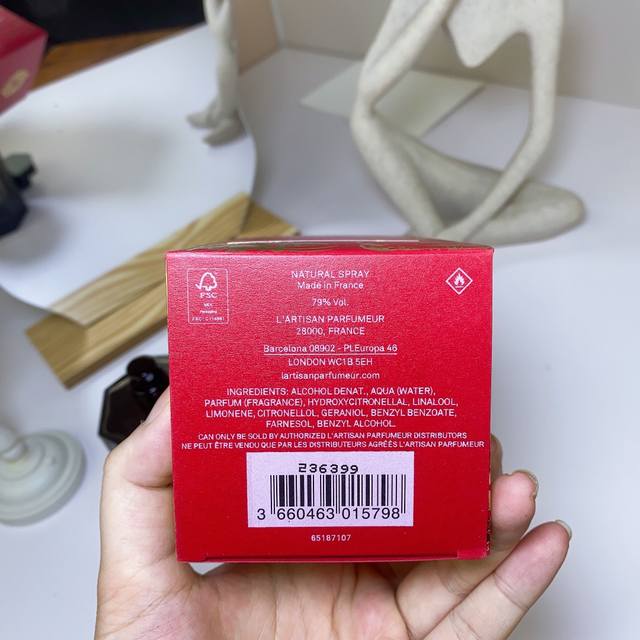 FSC
MIX
Packaging
NATURAL SPRAY
Made in France
79% Vol.
L'ARTISAN PARFUMEUR
28000, FRANCE
Barcelona 08902 - PLEuropa 46
LONDON WC1B 5EH
lartisanparfumeur.com
INGREDIENTS: ALCOHOL DENAT., AQUA (WATER),
PARFUM (FRAGRANCE), HYDROXYCITRONELLAL, LINALOOL,
LIMONENE, CITRONELLOL, GERANIOL, BENZYL BENZOATE,
FARNESOL, BENZYL ALCOHOL.
CAN ONLY BE SOLD BY AUTHORIZED L'ARTISAN PARFUMEUR DISTRIBUTORS
NE PEUT ÊTRE VENDU QUE PAR LES DISTRIBUTEURS AGRÉÉS L'ARTISAN PARFUMEUR
236399
3 660463 015798
65187107